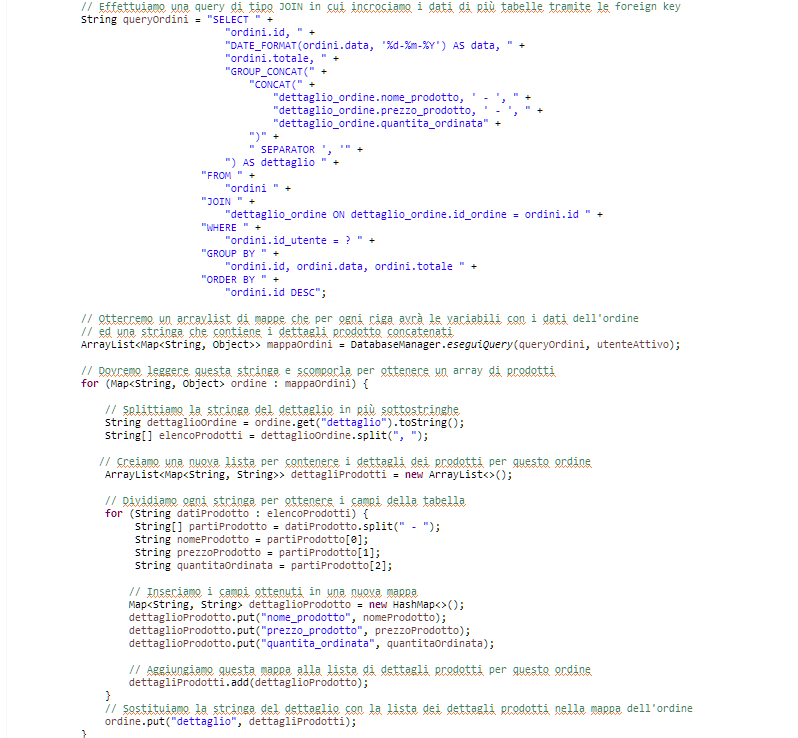 // Effettuiamo una query di tipo JOIN in cui incrociamo i dati di più tabelle tramite le foreign key
String queryOrdini = "SELECT " +
"ordini.id, " +
"DATE_FORMAT(ordini.data, '%d-%m-%Y') AS data, " +
"ordini.totale, " +
"GROUP_CONCAT(" +
"CONCAT(" +
"dettaglio_ordine.nome_prodotto, ' - ', " +
"dettaglio_ordine.prezzo_prodotto, ' - ', " +
"dettaglio_ordine.quantita_ordinata" +
")" +
" SEPARATOR ', '" +
") AS dettaglio " +
"FROM " +
"ordini " +
"JOIN " +
"dettaglio_ordine ON dettaglio_ordine.id_ordine = ordini.id " +
"WHERE " +
"ordini.id_utente = ? " +
"GROUP BY " +
"ordini.id, ordini.data, ordini.totale " +
"ORDER BY " +
"ordini.id DESC";
// Otterremo un arraylist di mappe che per ogni riga avrà le variabili con i dati dell'ordine
// ed una stringa che contiene i dettagli prodotto concatenati
ArrayList<Map<String, Object>> mappaOrdini = DatabaseManager.eseguiQuery(queryOrdini, utenteAttivo);
// Dovremo leggere questa stringa e scomporla per ottenere un array di prodotti
for (Map<String, Object> ordine : mappaOrdini) {
// Splittiamo la stringa del dettaglio in più sottostringhe
String dettaglioOrdine = ordine.get("dettaglio").toString();
String[] elencoProdotti = dettaglioOrdine.split(", ");
// Creiamo una nuova lista per contenere i dettagli dei prodotti per questo ordine
ArrayList<Map<String, String>> dettagliProdotti = new ArrayList<>();
// Dividiamo ogni stringa per ottenere i campi della tabella
for (String datiProdotto : elencoProdotti) {
String[] partiProdotto = datiProdotto.split(" - ");
String nomeProdotto = partiProdotto[0];
String prezzoProdotto = partiProdotto[1];
String quantitaOrdinata = partiProdotto[2];
// Inseriamo i campi ottenuti in una nuova mappa
Map<String, String> dettaglioProdotto = new HashMap<>();
dettaglioProdotto.put("nome_prodotto", nomeProdotto);
dettaglioProdotto.put("prezzo_prodotto", prezzoProdotto);
dettaglioProdotto.put("quantita_ordinata", quantitaOrdinata);
// Aggiungiamo questa mappa alla lista di dettagli prodotti per questo ordine
dettagliProdotti.add(dettaglioProdotto);
}
// Sostituiamo la stringa del dettaglio con la lista dei dettagli prodotti nella mappa dell'ordine
ordine.put("dettaglio", dettagliProdotti);
}